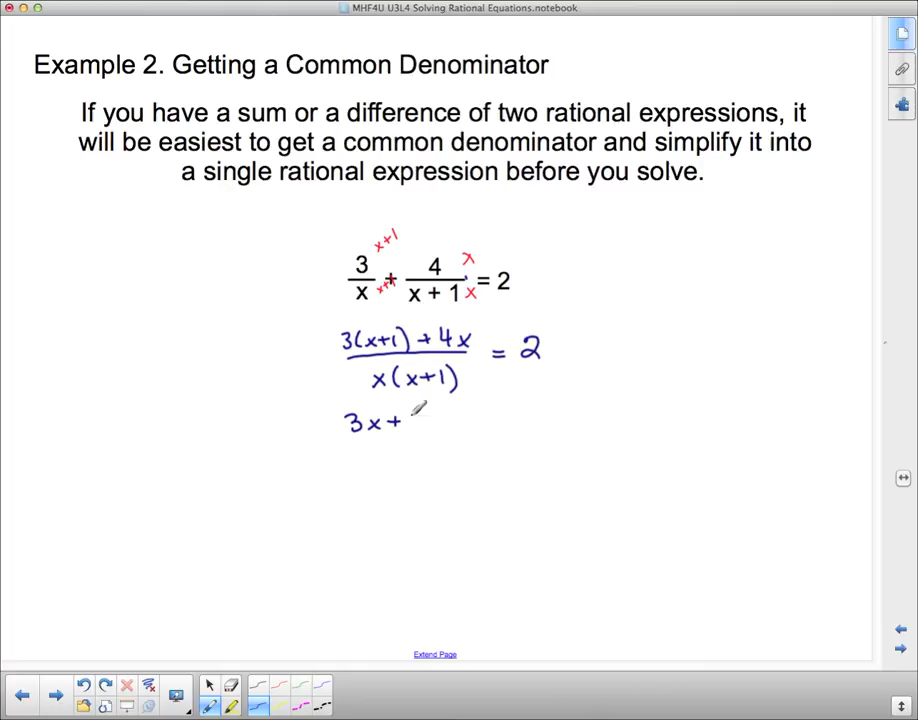 MHF4U U3L4 Solving Rational Equations.notebook
Example 2. Getting a Common Denominator
If you have a sum or a difference of two rational expressions, it
will be easiest to get a common denominator and simplify it into
a single rational expression before you solve.
x+1 x
3/x + 4/(x + 1) = 2
x+1 x
(3(x+1) + 4x)/(x(x+1)) = 2
3x +
Extend Page